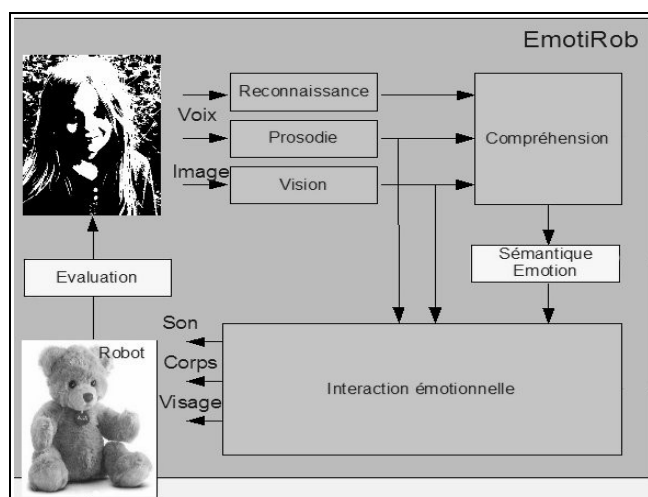 EmotiRob
Reconnaissance
Voix
Prosodie
Compréhension
Image
Vision
Sémantique
Emotion
Evaluation
Son
Robot
Corps
Interaction émotionnelle
Visage